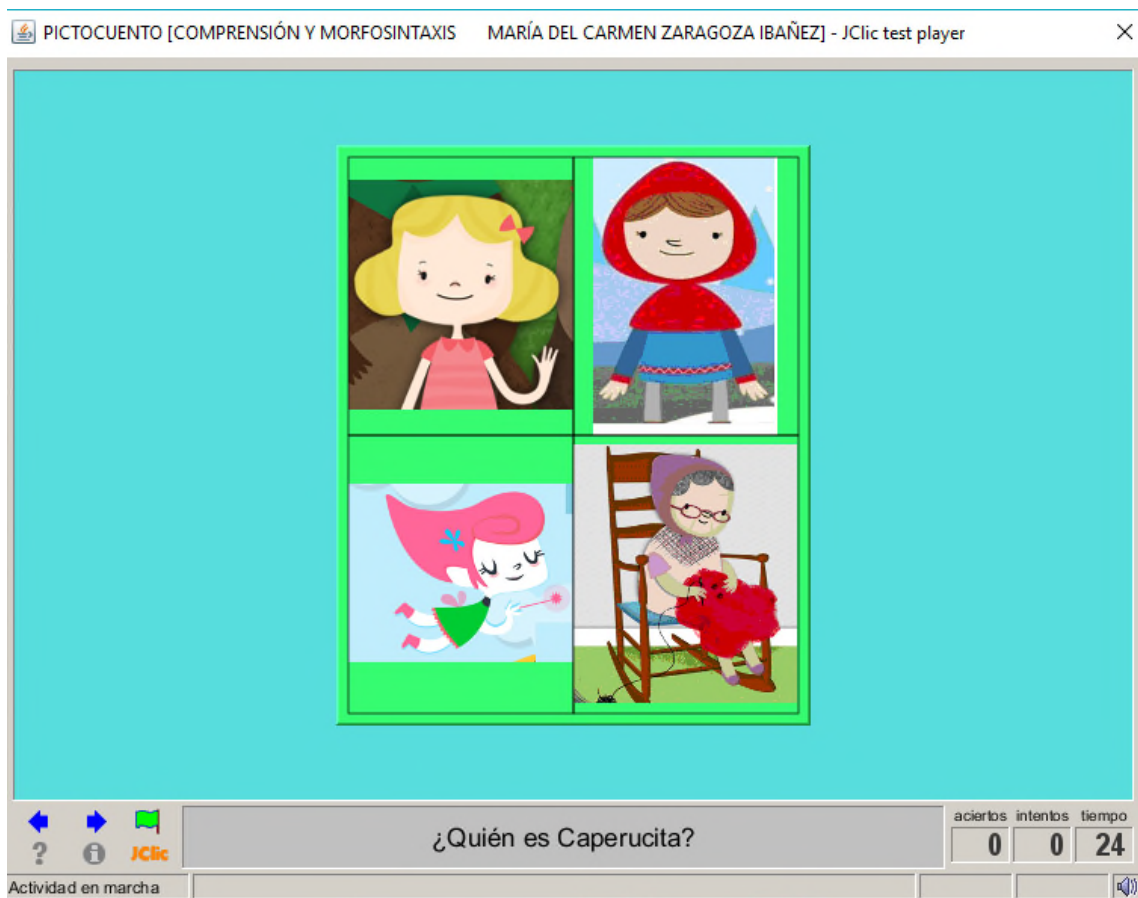 PICTOCUENTO [COMPRENSIÓN Y MORFOSINTAXIS MARÍA DEL CARMEN ZARAGOZA IBAÑEZ] - JClic test player
¿Quién es Caperucita?
aciertos intentos tiempo
0 0 24
? i JClic
Actividad en marcha